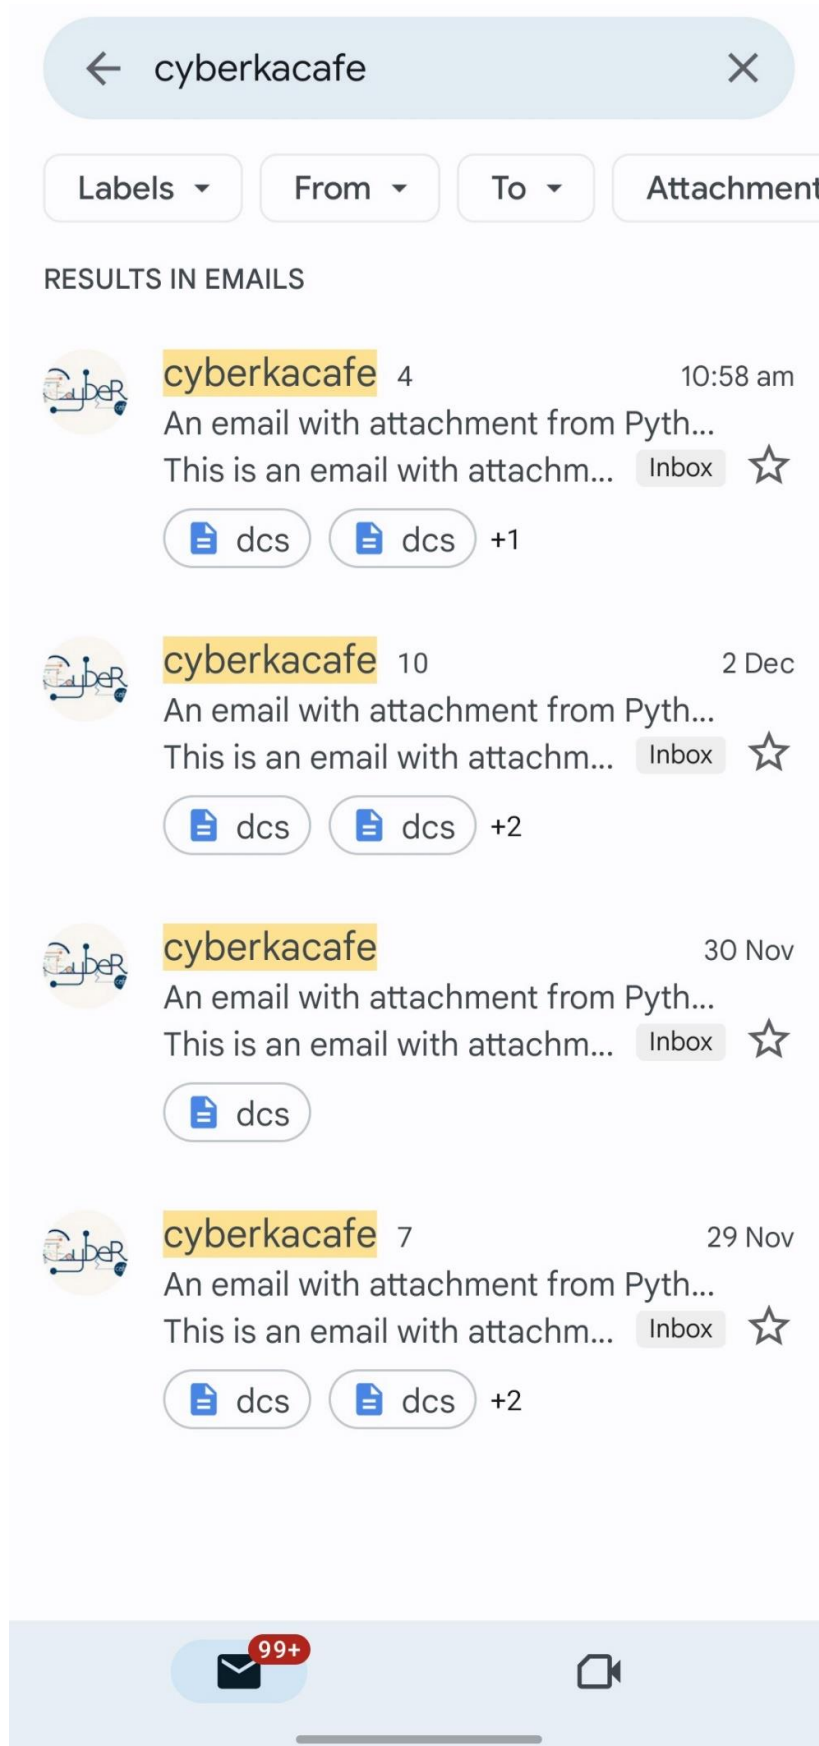 cyberkacafe
Labels From To Attachment
RESULTS IN EMAILS
cyberkacafe 4 10:58 am
An email with attachment from Pyth...
This is an email with attachm... Inbox
dcs dcs +1
cyberkacafe 10 2 Dec
An email with attachment from Pyth...
This is an email with attachm... Inbox
dcs dcs +2
cyberkacafe 30 Nov
An email with attachment from Pyth...
This is an email with attachm... Inbox
dcs
cyberkacafe 7 29 Nov
An email with attachment from Pyth...
This is an email with attachm... Inbox
dcs dcs +2
99+